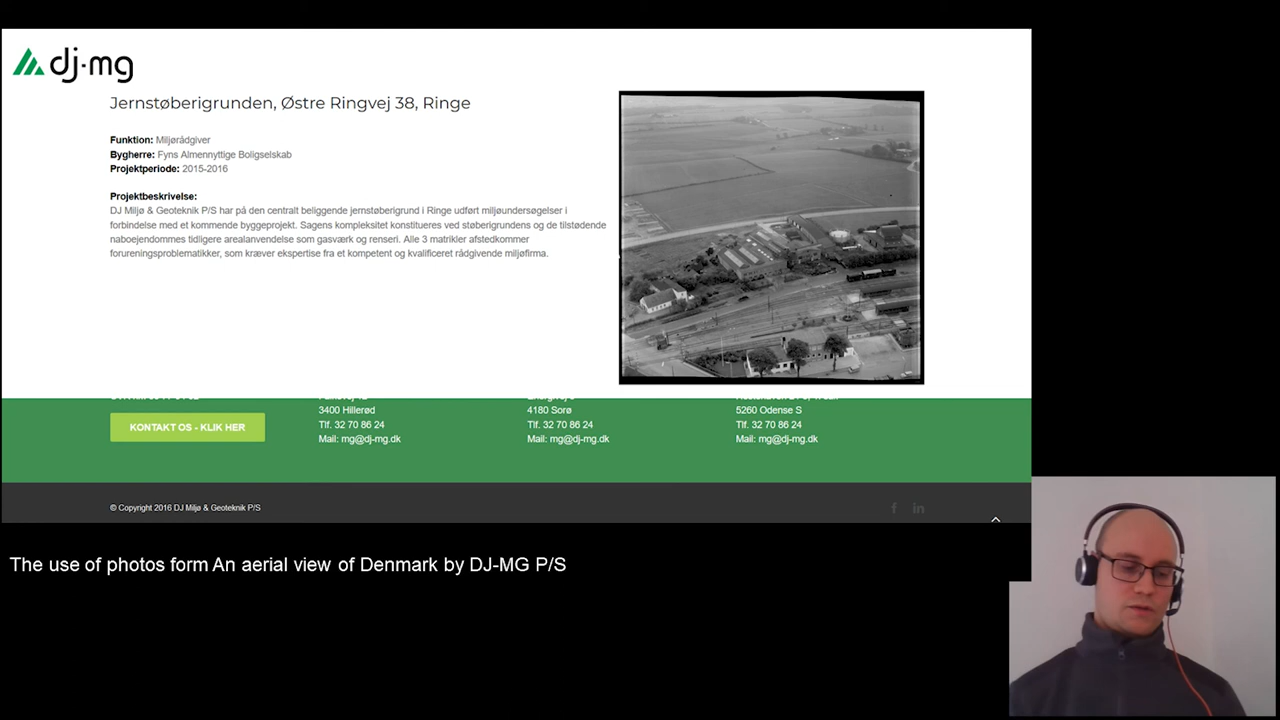 dj·mg
Jernstøberigrunden, Østre Ringvej 38, Ringe
Funktion: Miljørådgiver
Bygherre: Fyns Almennyttige Boligselskab
Projektperiode: 2015-2016
Projektbeskrivelse:
DJ Miljø & Geoteknik P/S har på den centralt beliggende jernstøberigrund i Ringe udført miljøundersøgelser i
forbindelse med et kommende byggeprojekt. Sagens kompleksitet konstitueres ved støberigrundens og de tilstødende
naboejendommes tidligere arealanvendelse som gasværk og renseri. Alle 3 matrikler afstedkommer
forureningsproblematikker, som kræver ekspertise fra et kompetent og kvalificeret rådgivende miljøfirma.
KONTAKT OS - KLIK HER
3400 Hillerød
Tlf. 32 70 86 24
Mail: mg@dj-mg.dk
4180 Sorø
Tlf. 32 70 86 24
Mail: mg@dj-mg.dk
5260 Odense S
Tlf. 32 70 86 24
Mail: mg@dj-mg.dk
© Copyright 2016 DJ Miljø & Geoteknik P/S
The use of photos form An aerial view of Denmark by DJ-MG P/S